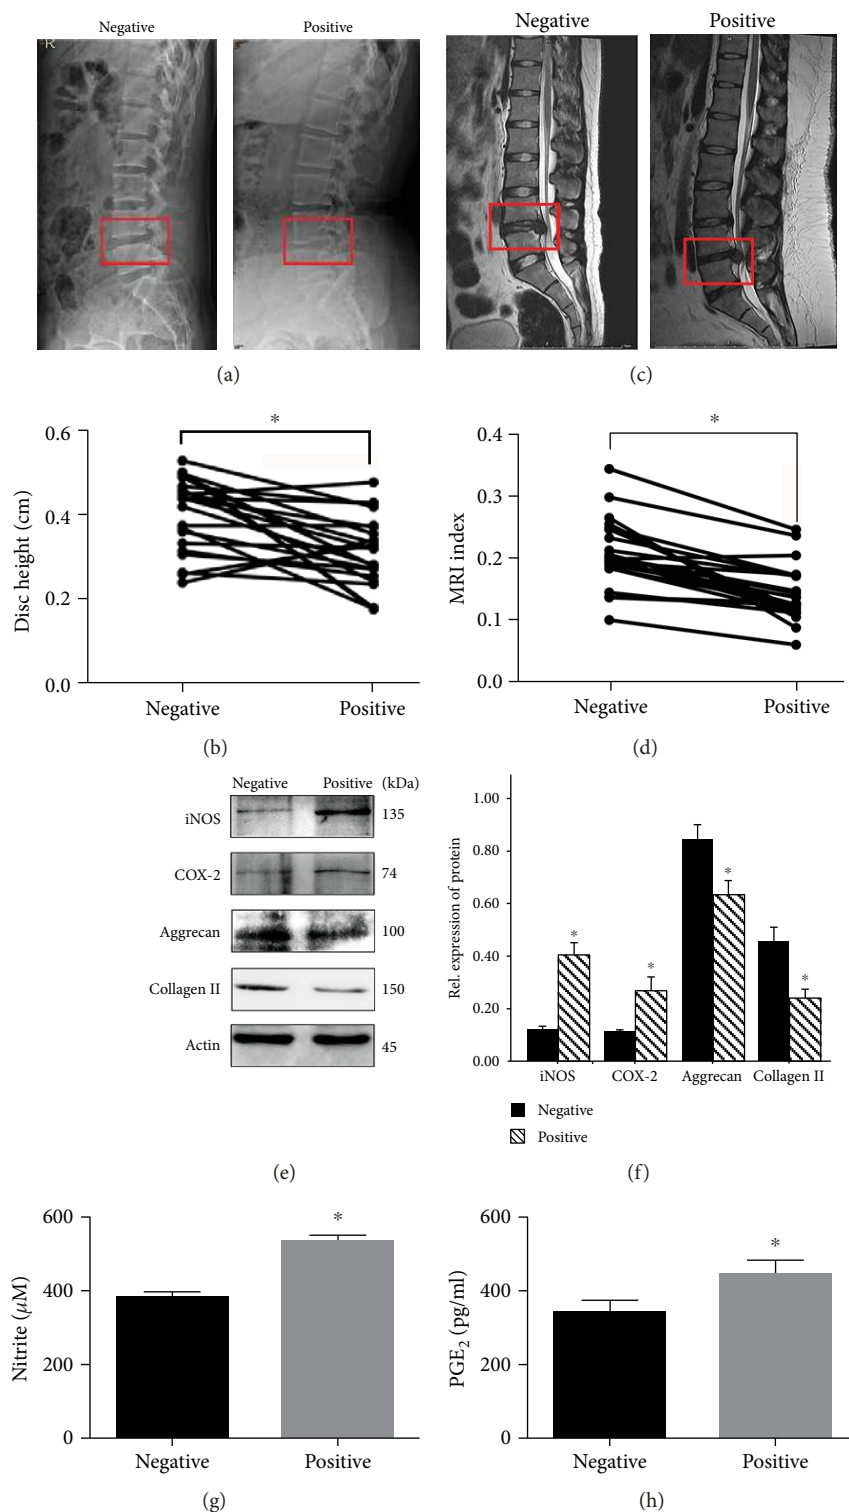 Negative Positive
R
(a)
Negative Positive
(c)
*
0.6
0.4
0.2
0.0
Disc height (cm)
Negative Positive
(b)
*
0.4
0.3
0.2
0.1
0.0
MRI index
Negative Positive
(d)
Negative Positive (kDa)
iNOS 135
COX-2 74
Aggrecan 100
Collagen II 150
Actin 45
(e)
1.00
0.80
0.60
0.40
0.20
0.00
Rel. expression of protein
* * * *
iNOS COX-2 Aggrecan Collagen II
Negative
Positive
(f)
600
400
200
0
Nitrite (μM)
*
Negative Positive
(g)
600
400
200
0
PGE2 (pg/ml)
*
Negative Positive
(h)